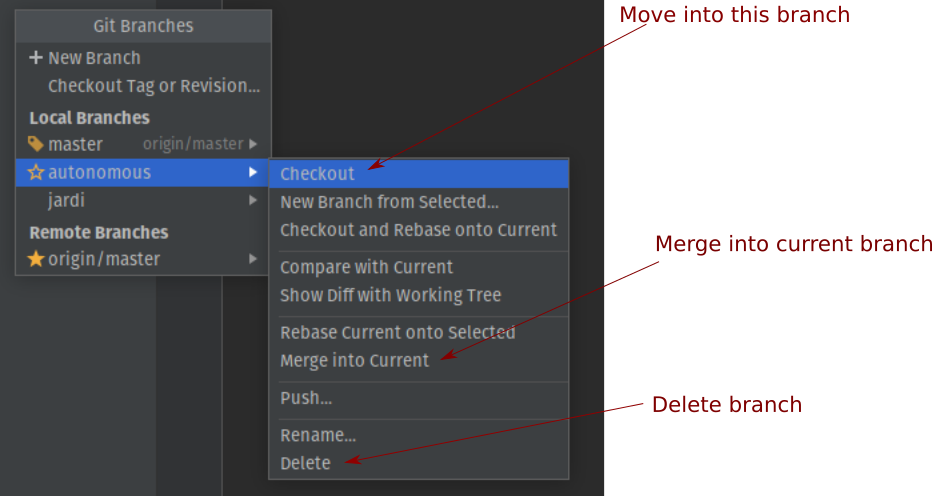 Git Branches
New Branch
Checkout Tag or Revision...
Local Branches
master origin/master
autonomous
jardi
Remote Branches
origin/master
Checkout
New Branch from Selected...
Checkout and Rebase onto Current
Compare with Current
Show Diff with Working Tree
Rebase Current onto Selected
Merge into Current
Push...
Rename...
Delete
Move into this branch
Merge into current branch
Delete branch